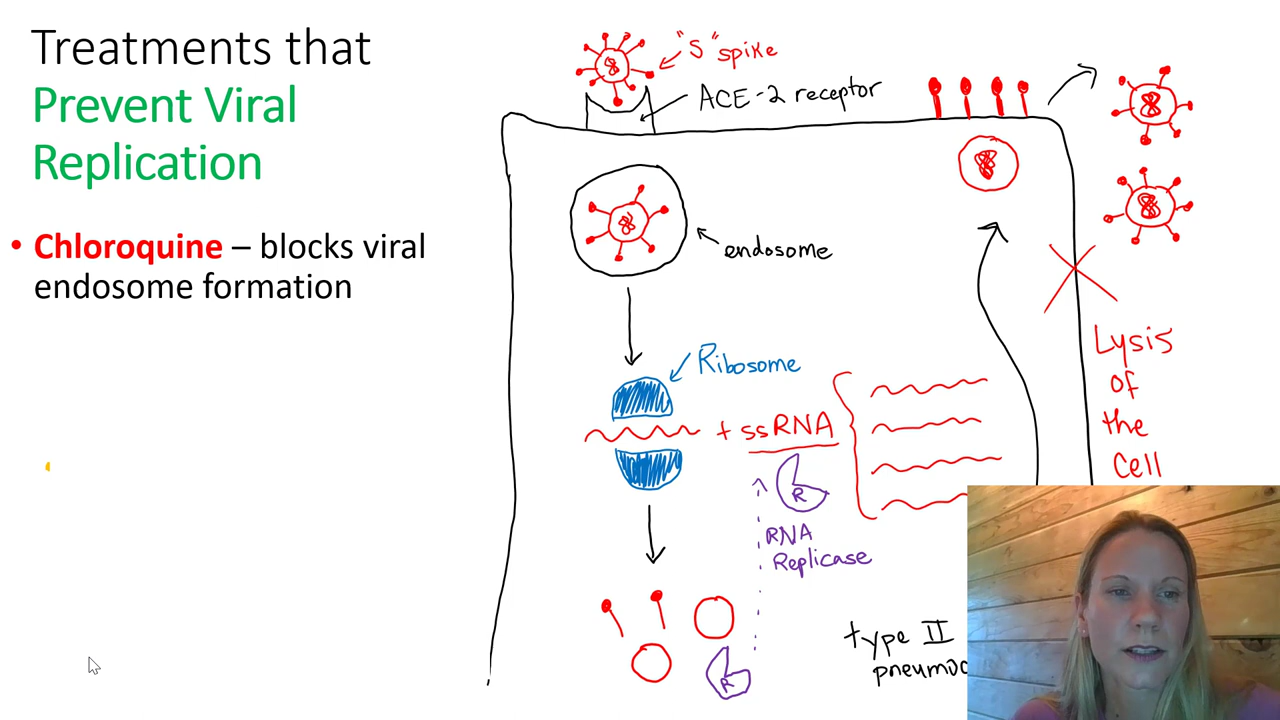 Treatments that
Prevent Viral
Replication
• Chloroquine – blocks viral
endosome formation
"S" spike
ACE-2 receptor
endosome
Ribosome
+ ssRNA
R
RNA
Replicase
R
Lysis
of
the
Cell
type II